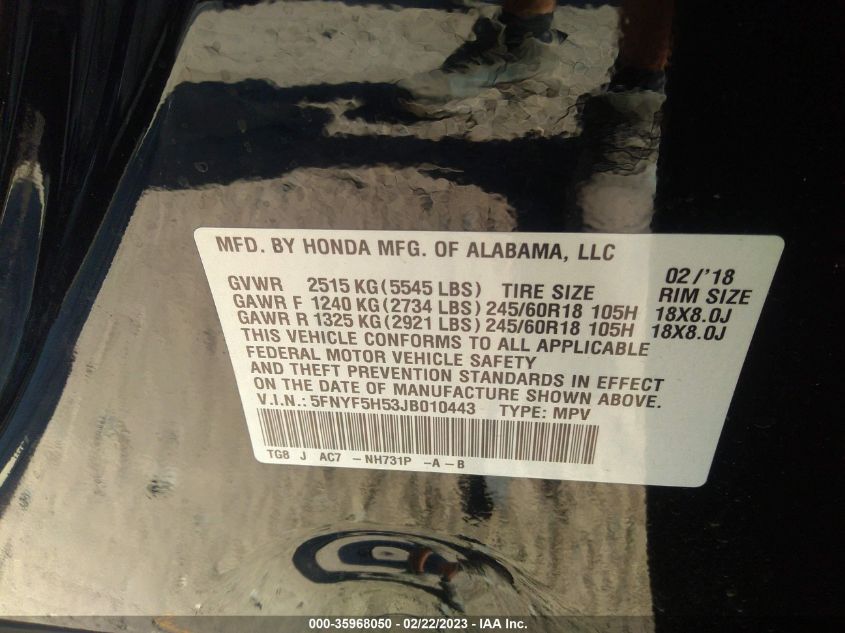 MFD. BY HONDA MFG. OF ALABAMA, LLC
02/'18
GVWR 2515 KG (5545 LBS) TIRE SIZE RIM SIZE
GAWR F 1240 KG (2734 LBS) 245/60R18 105H 18X8.0J
GAWR R 1325 KG (2921 LBS) 245/60R18 105H 18X8.0J
THIS VEHICLE CONFORMS TO ALL APPLICABLE
FEDERAL MOTOR VEHICLE SAFETY
AND THEFT PREVENTION STANDARDS IN EFFECT
ON THE DATE OF MANUFACTURE SHOWN ABOVE.
V.I.N.: 5FNYF5H53JB010443 TYPE: MPV
TG8 J AC7 -NH731P -A-B
000-35968050 - 02/22/2023 - IAA Inc.